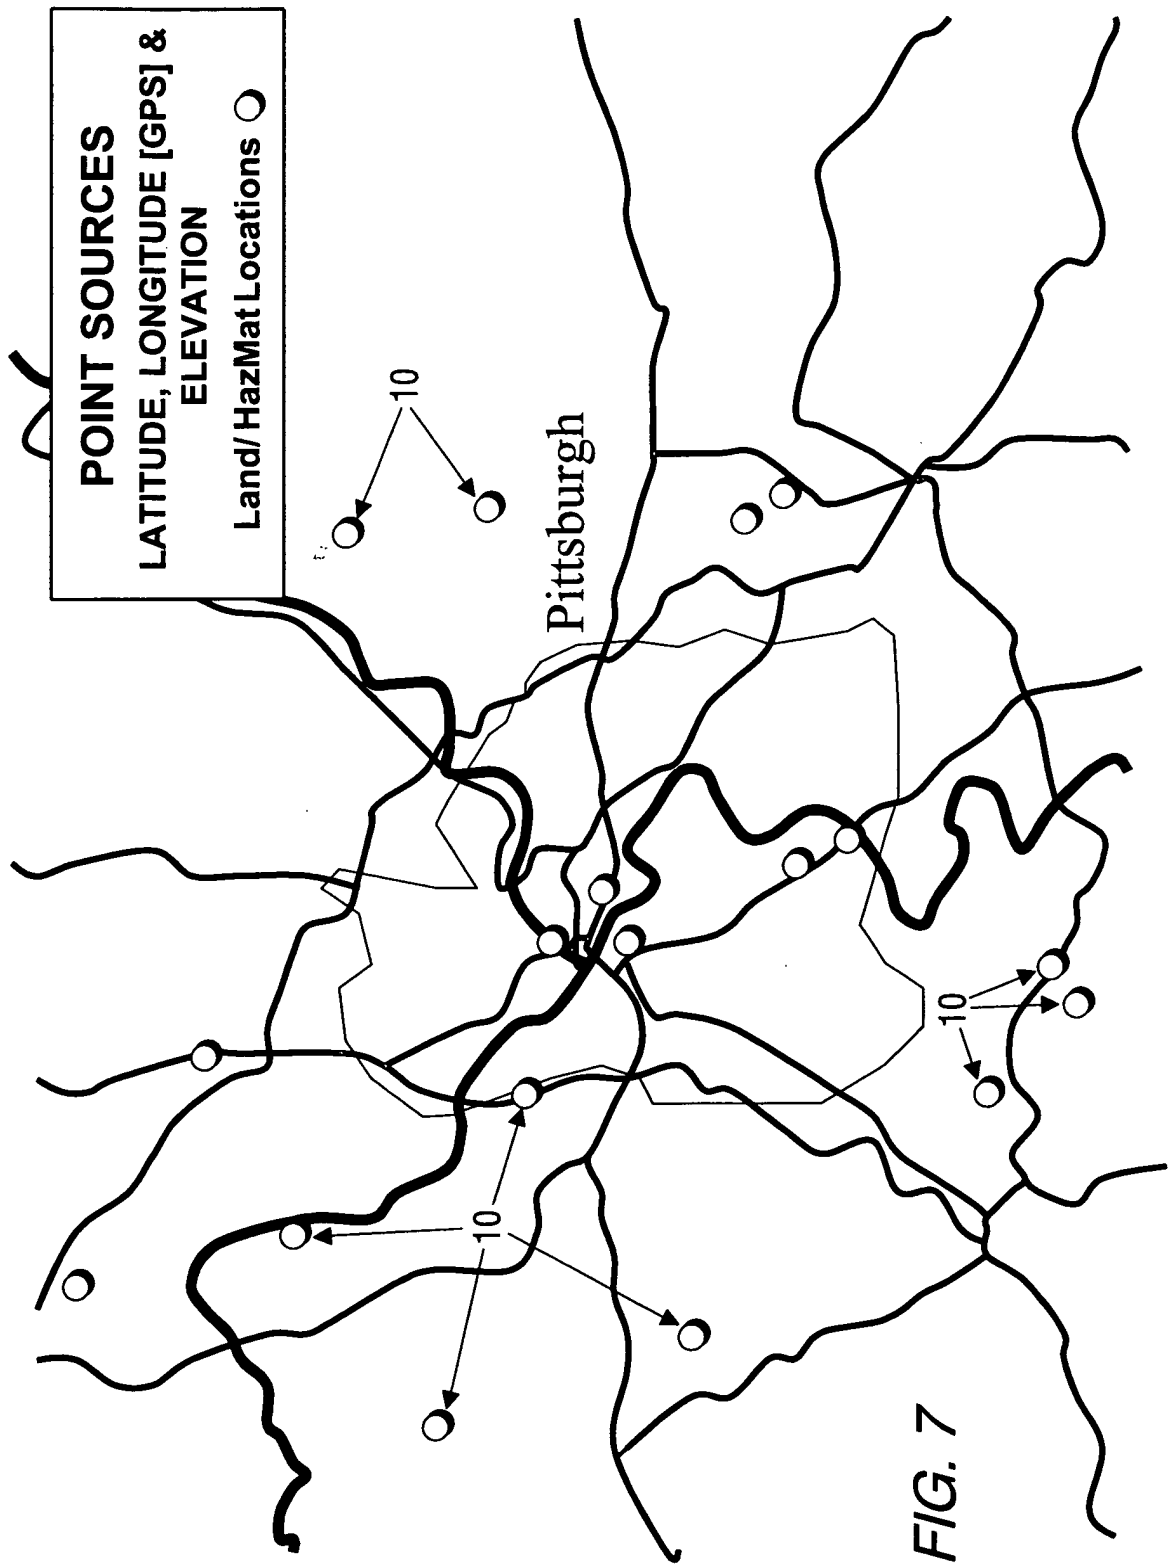 POINT SOURCES
LATITUDE, LONGITUDE [GPS] &
ELEVATION
Land/HazMat Locations
10
Pittsburgh
10
10
FIG. 7